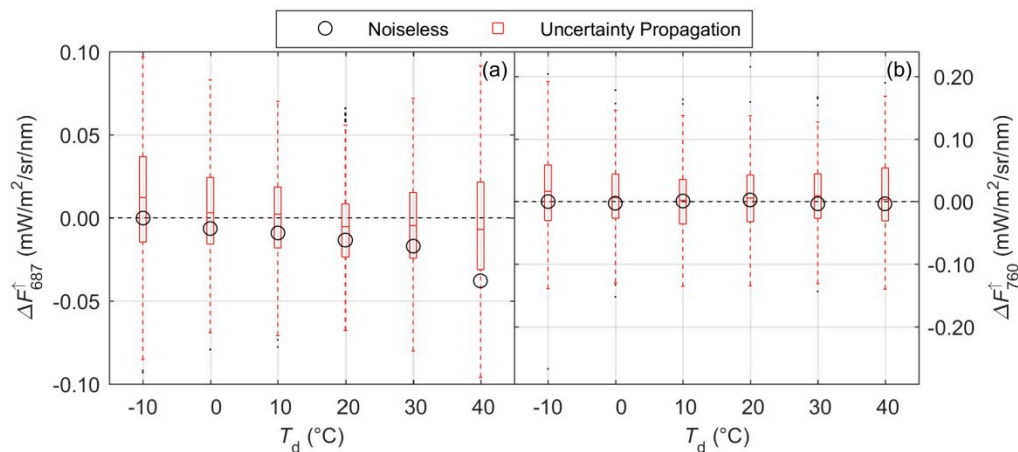 Noiseless Uncertainty Propagation
(a) (b)
0.10
0.05
0.00
-0.05
-0.10
ΔF↑687 (mW/m²/sr/nm)
-10 0 10 20 30 40
Td (°C)
-10 0 10 20 30 40
Td (°C)
0.20
0.10
0.00
-0.10
-0.20
ΔF↑760 (mW/m²/sr/nm)